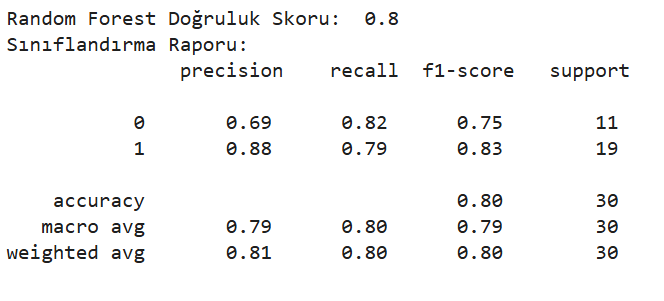 Random Forest Doğruluk Skoru:  0.8
Sınıflandırma Raporu:
              precision    recall  f1-score   support

           0       0.69      0.82      0.75        11
           1       0.88      0.79      0.83        19

    accuracy                           0.80        30
   macro avg       0.79      0.80      0.79        30
weighted avg       0.81      0.80      0.80        30